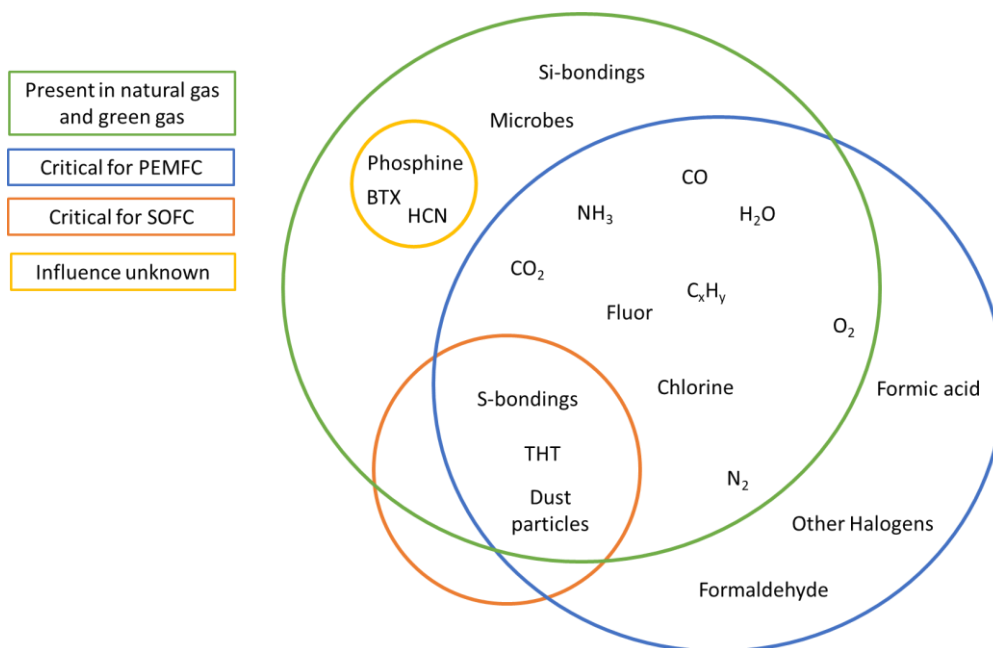 Present in natural gas
and green gas
Critical for PEMFC
Critical for SOFC
Influence unknown
Si-bondings
Microbes
Phosphine
BTX
HCN
CO
NH₃
H₂O
CO₂
CₓHᵧ
Fluor
O₂
Chlorine
Formic acid
S-bondings
THT
Dust
particles
N₂
Other Halogens
Formaldehyde